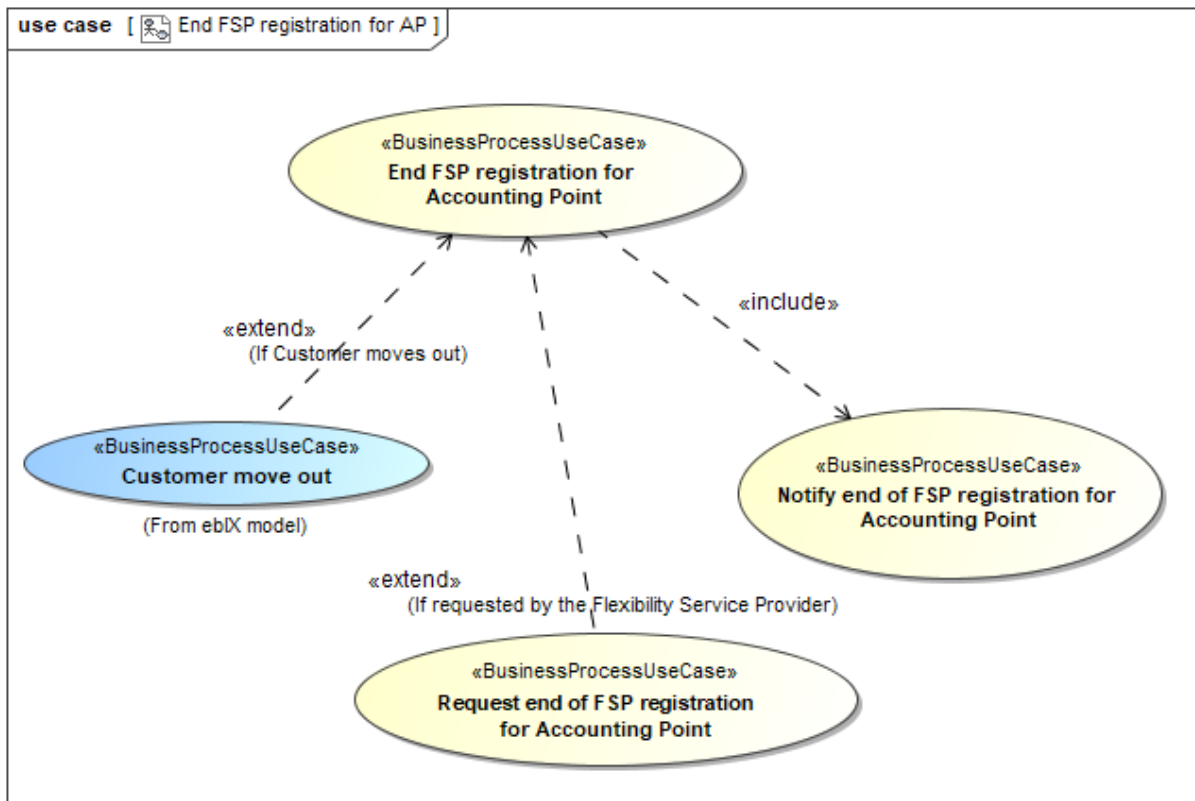 use case [ End FSP registration for AP ]
«BusinessProcessUseCase»
End FSP registration for
Accounting Point
«include»
«extend»
(If Customer moves out)
«BusinessProcessUseCase»
Customer move out
(From ebIX model)
«BusinessProcessUseCase»
Notify end of FSP registration for
Accounting Point
«extend»
(If requested by the Flexibility Service Provider)
«BusinessProcessUseCase»
Request end of FSP registration
for Accounting Point